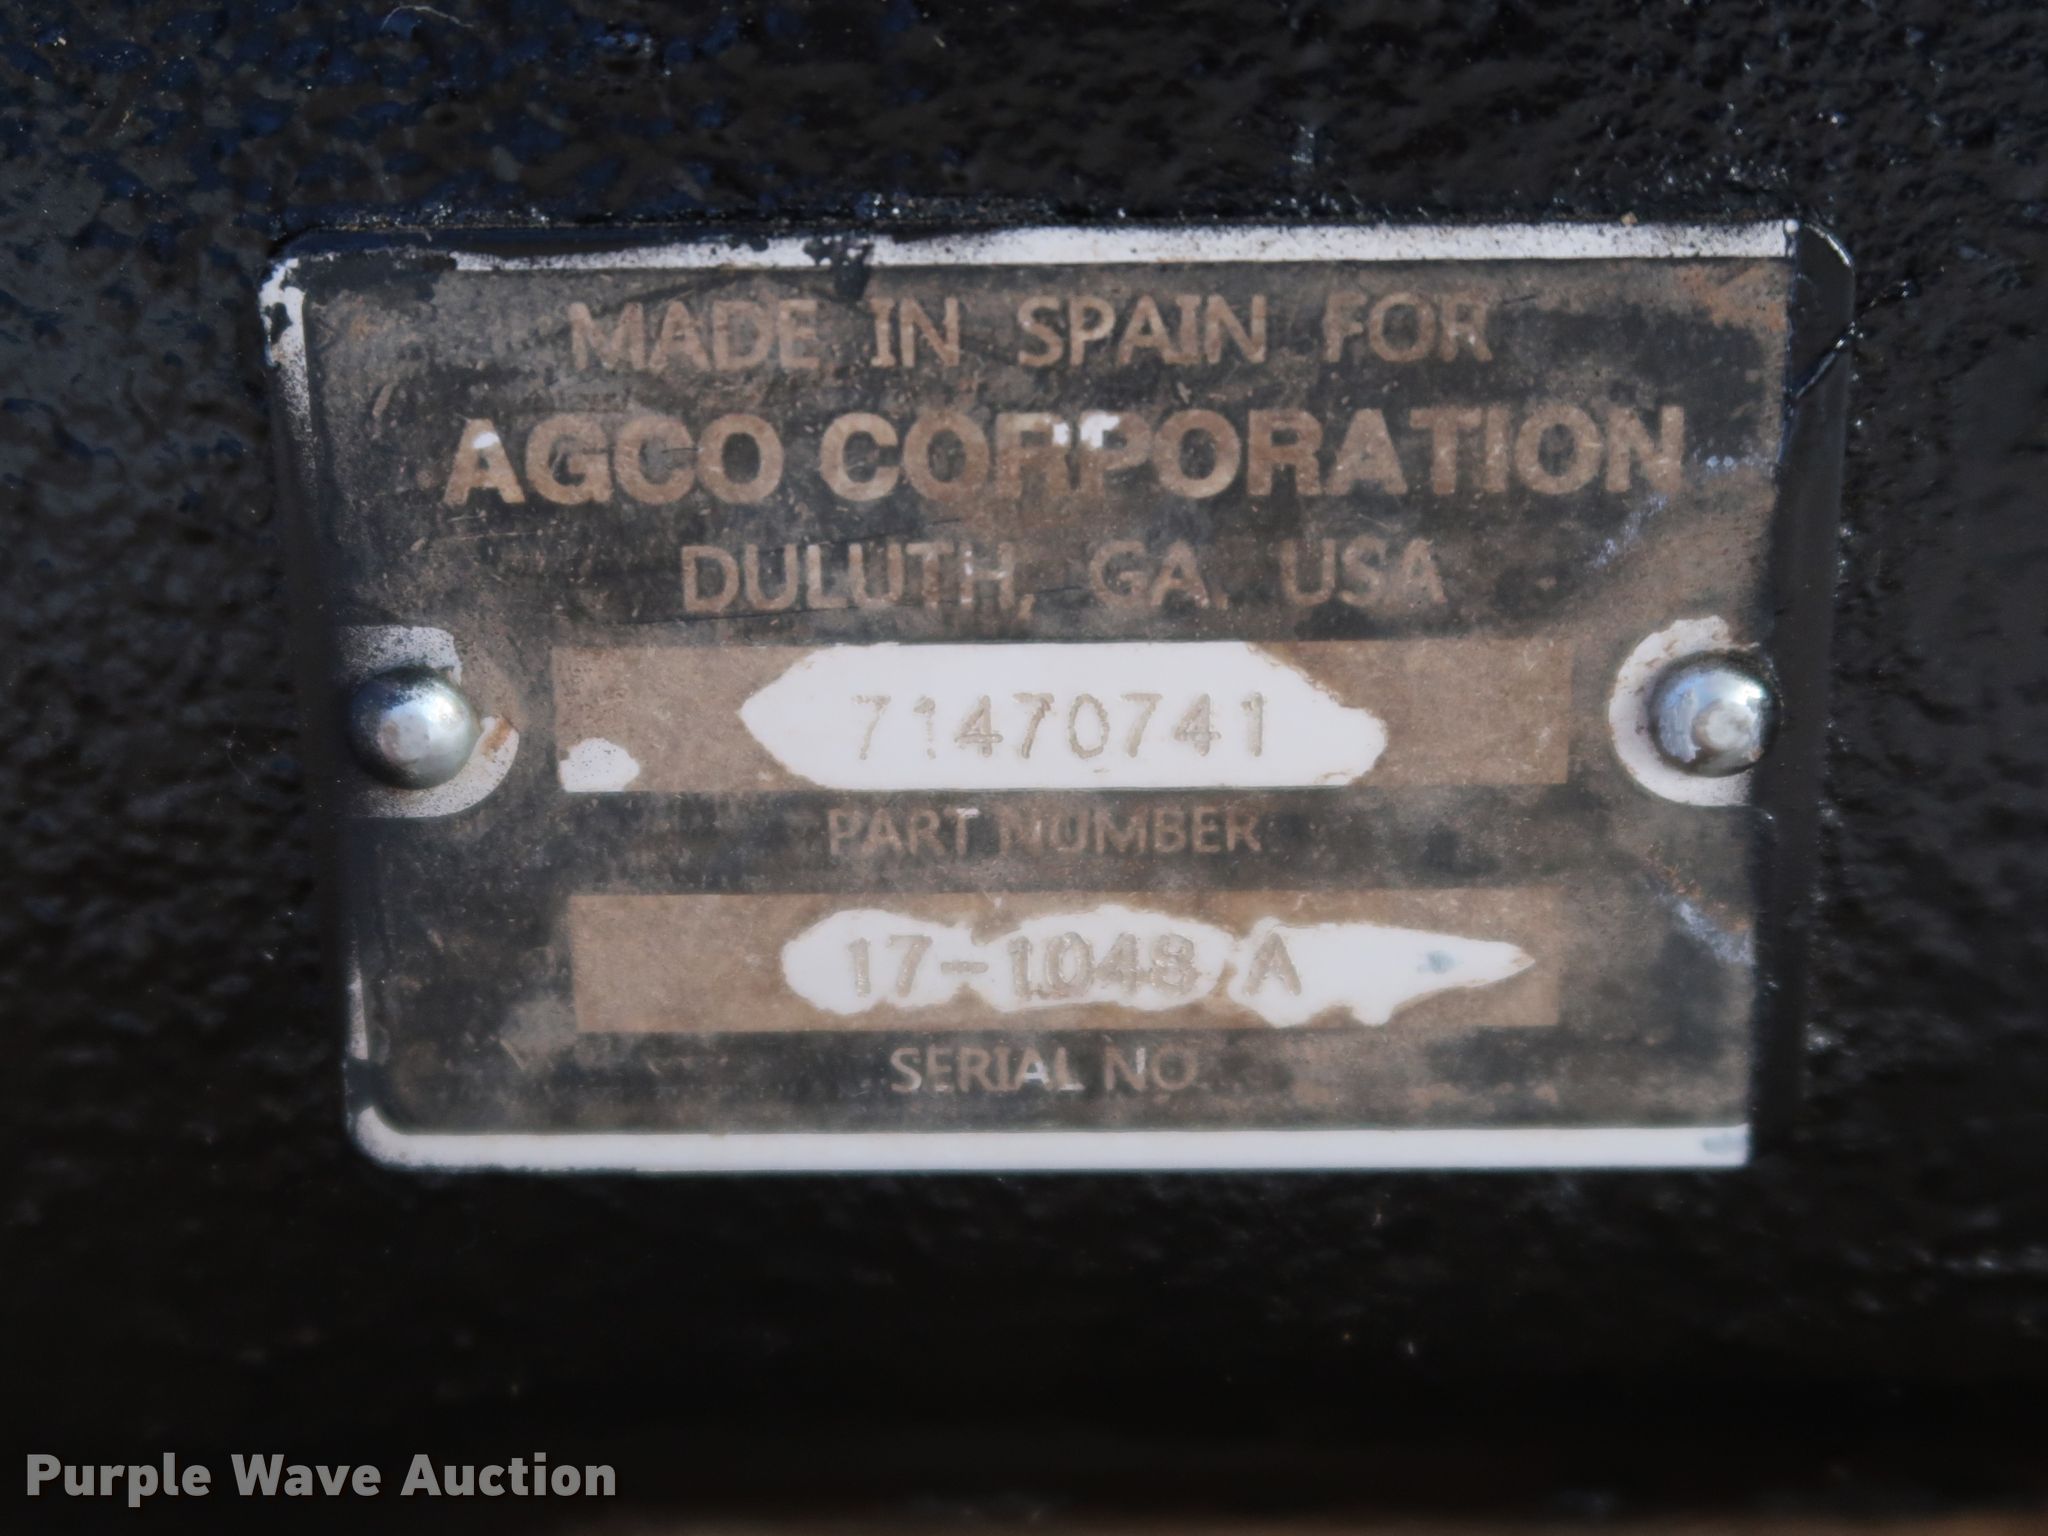 MADE IN SPAIN FOR
AGCO CORPORATION
DULUTH, GA. USA
71470741
PART NUMBER
17-1048 A
SERIAL NO
Purple Wave Auction